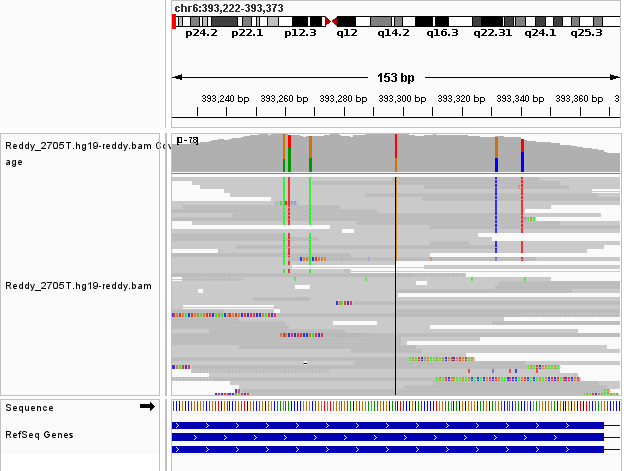 chr6:393,222-393,373
p24.2 p22.1 p12.3 q12 q14.2 q16.3 q22.31 q24.1 q25.3
153 bp
393,240 bp 393,260 bp 393,280 bp 393,300 bp 393,320 bp 393,340 bp 393,360 bp 3
Reddy_2705T.hg19-reddy.bam Cov
age
[0-78]
Reddy_2705T.hg19-reddy.bam
Sequence
RefSeq Genes